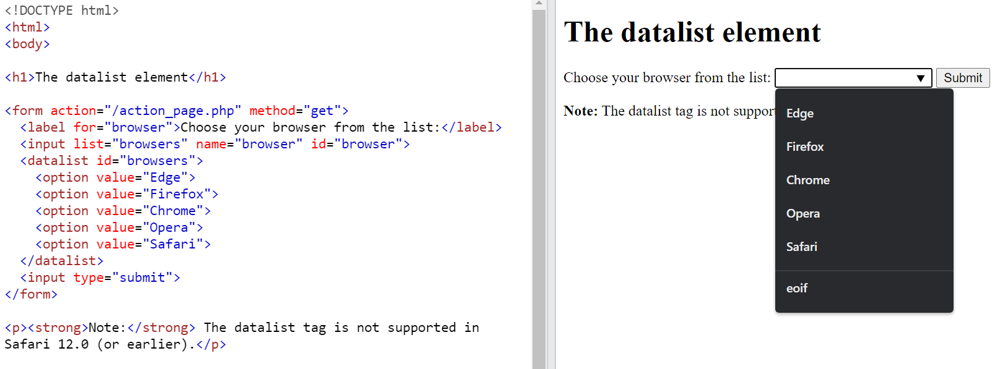 <!DOCTYPE html>
<html>
<body>
<h1>The datalist element</h1>
<form action="/action_page.php" method="get">
<label for="browser">Choose your browser from the list:</label>
<input list="browsers" name="browser" id="browser">
<datalist id="browsers">
<option value="Edge">
<option value="Firefox">
<option value="Chrome">
<option value="Opera">
<option value="Safari">
</datalist>
<input type="submit">
</form>
<p><strong>Note:</strong> The datalist tag is not supported in
Safari 12.0 (or earlier).</p>
The datalist element
Choose your browser from the list: Submit
Note: The datalist tag is not suppor
Edge
Firefox
Chrome
Opera
Safari
eoif